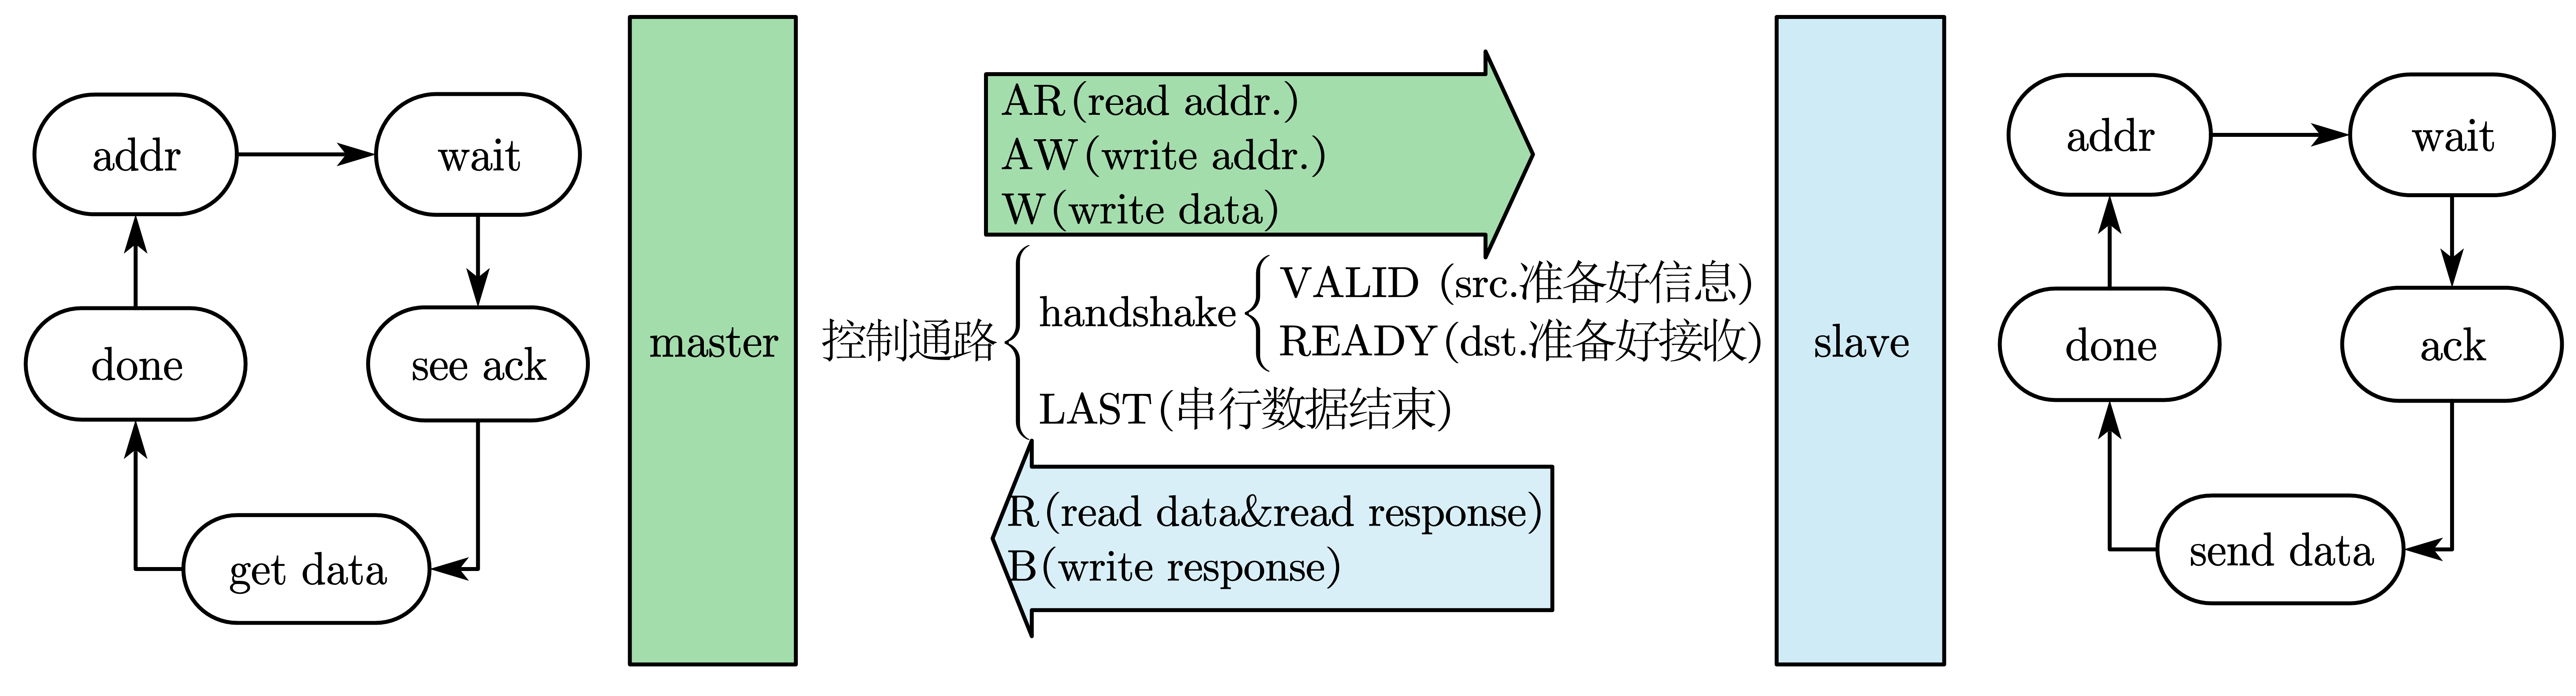 addr
wait
see ack
get data
done
master
AR(read addr.)
AW(write addr.)
W(write data)
控制通路
handshake
VALID (src.准备好信息)
READY(dst.准备好接收)
LAST(串行数据结束)
R(read data&read response)
B(write response)
slave
addr
wait
ack
send data
done